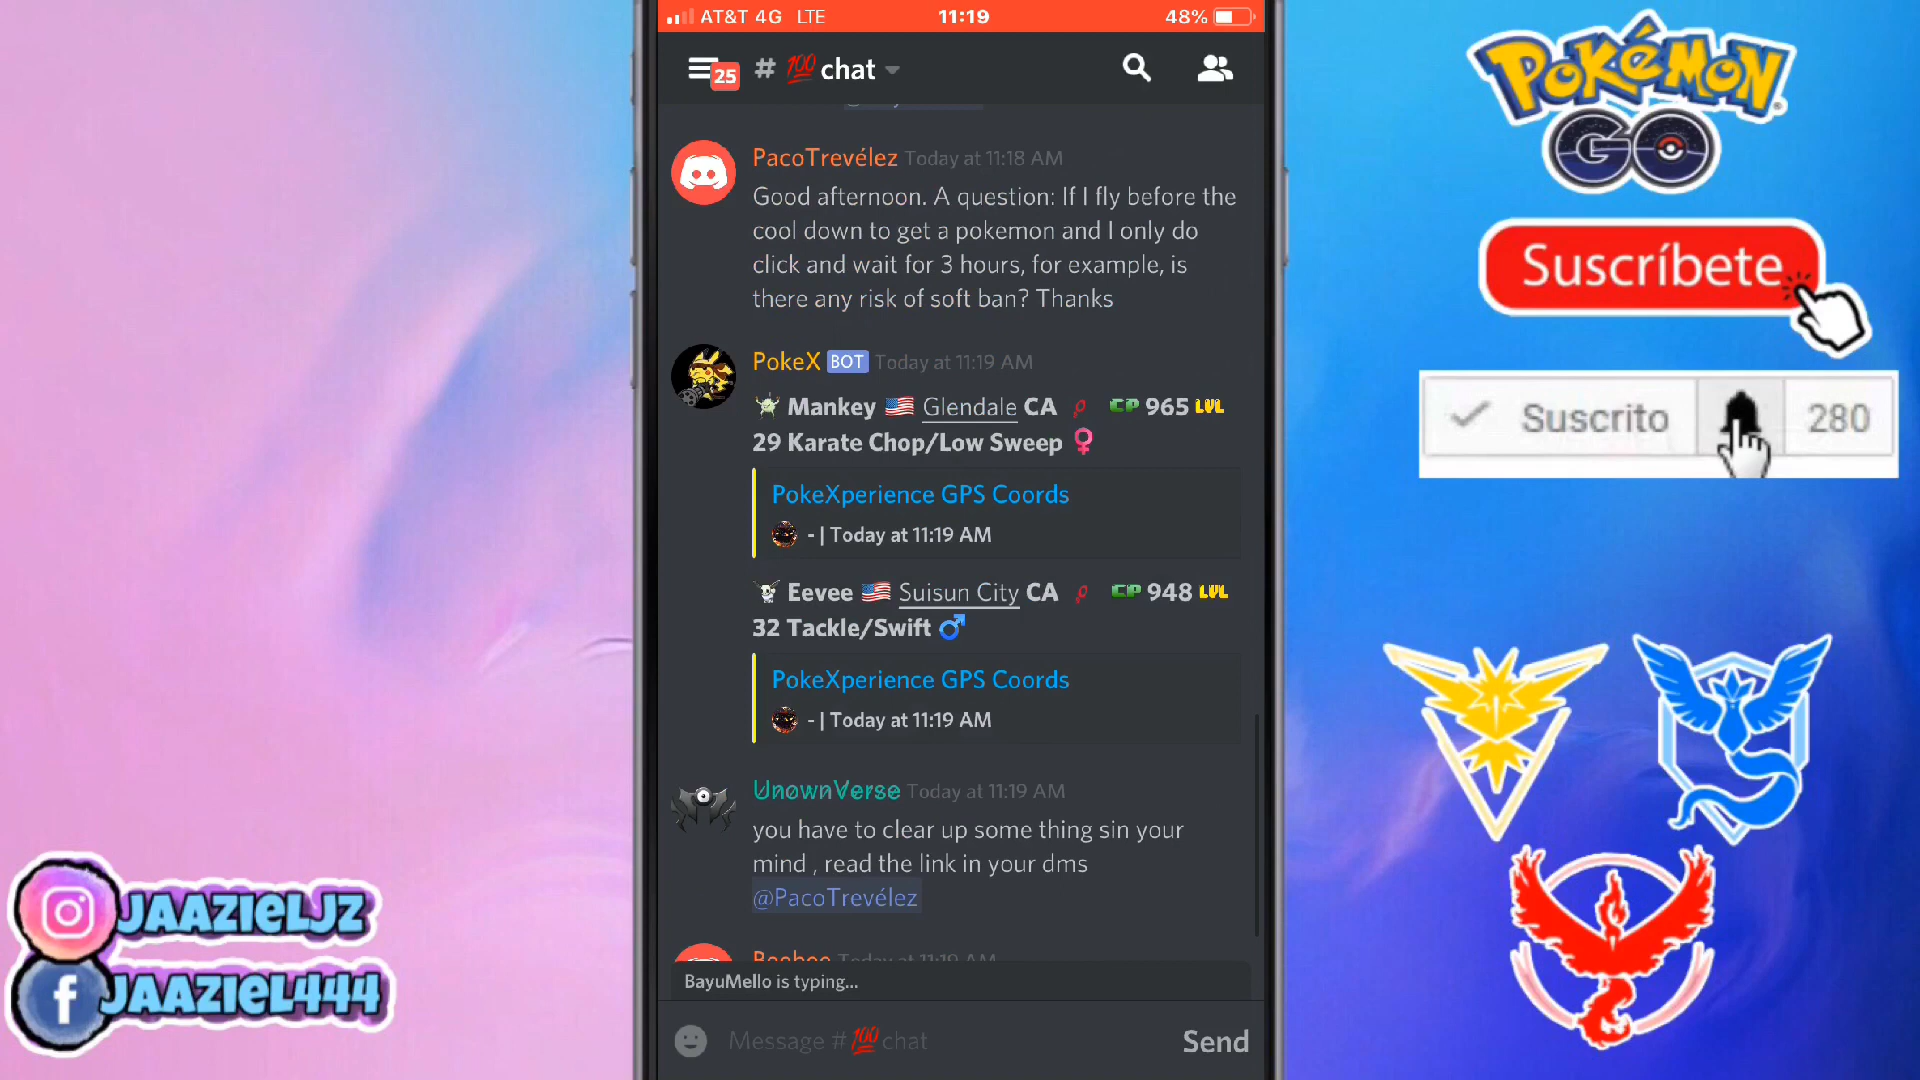 AT&T 4G LTE 11:19 48%
25 # 💯 chat
PacoTrevélez Today at 11:18 AM
Good afternoon. A question: If I fly before the
cool down to get a pokemon and I only do
click and wait for 3 hours, for example, is
there any risk of soft ban? Thanks
PokeX BOT Today at 11:19 AM
Mankey 🇺🇸 Glendale CA CP 965 LVL
29 Karate Chop/Low Sweep ♀
PokeXperience GPS Coords
- | Today at 11:19 AM
Eevee 🇺🇸 Suisun City CA CP 948 LVL
32 Tackle/Swift ♂
PokeXperience GPS Coords
- | Today at 11:19 AM
UnownVerse Today at 11:19 AM
you have to clear up some thing sin your
mind , read the link in your dms
@PacoTrevélez
Today at 11:19 AM
BayuMello is typing...
Message # 💯 chat Send
POKéMON
GO
Suscríbete
Suscrito 280
JAAZIELJZ
f JAAZIEL444